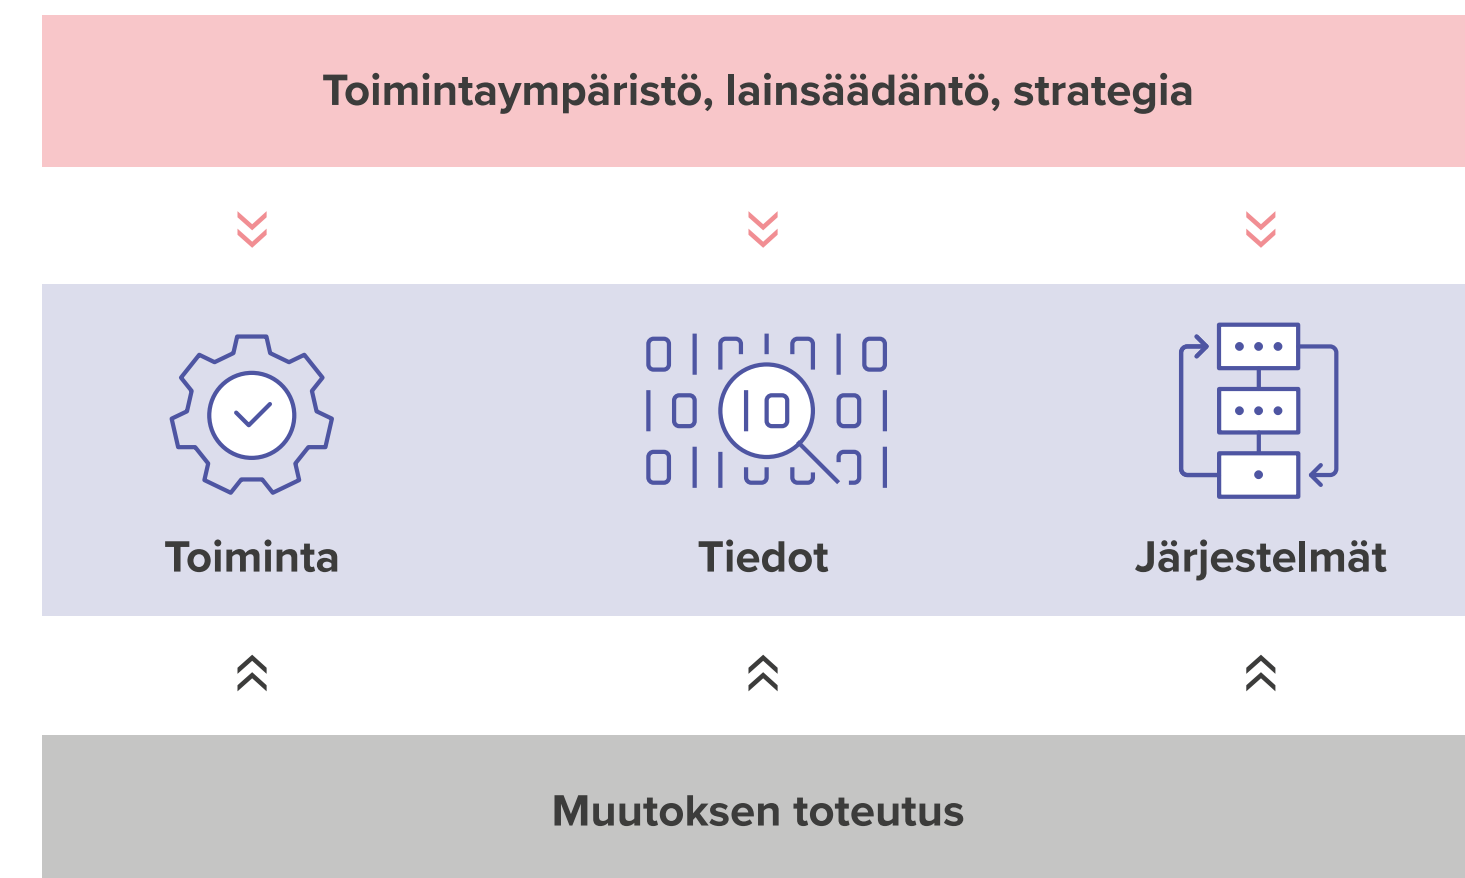 Toimintaympäristö, lainsäädäntö, strategia
Toiminta
Tiedot
Järjestelmät
Muutoksen toteutus